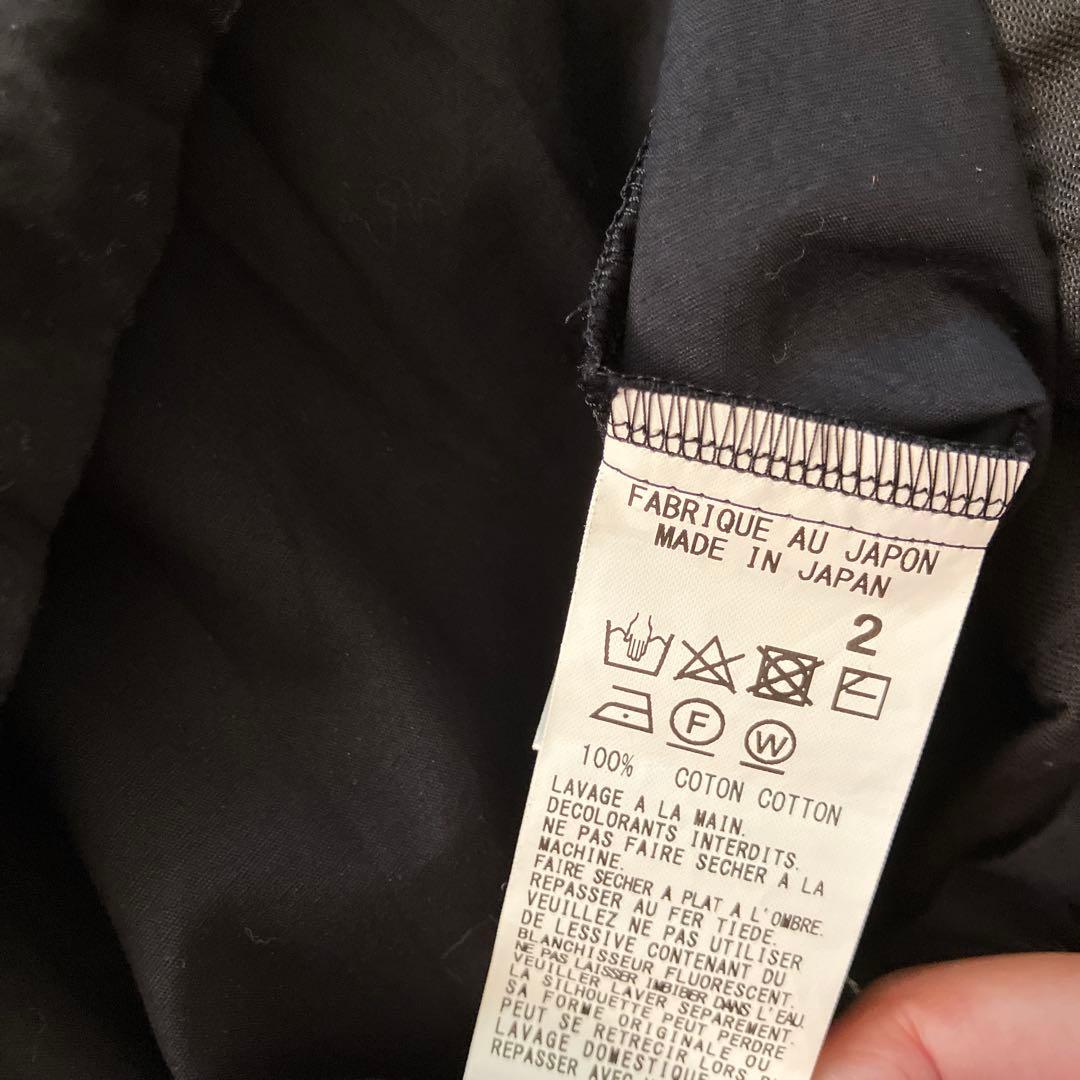 FABRIQUE AU JAPON
MADE IN JAPAN
2
F W
100% COTON COTTON
LAVAGE A LA MAIN.
DECOLORANTS INTERDITS.
NE PAS FAIRE SECHER A LA
MACHINE.
FAIRE SECHER A PLAT A L'OMBRE.
REPASSER AU FER TIEDE.
VEUILLEZ NE PAS UTILISER
DE LESSIVE CONTENANT DU
BLANCHISSEUR FLUORESCENT.
NE PAS LAISSER IMBIBER DANS L'EAU.
VEUILLER LAVER SEPAREMENT.
LA SILHOUETTE PEUT PERDRE
SA FORME ORIGINALE OU
PEUT SE RETRECIR LORS
LAVAGE DOMESTIQUE
REPASSER AVEC